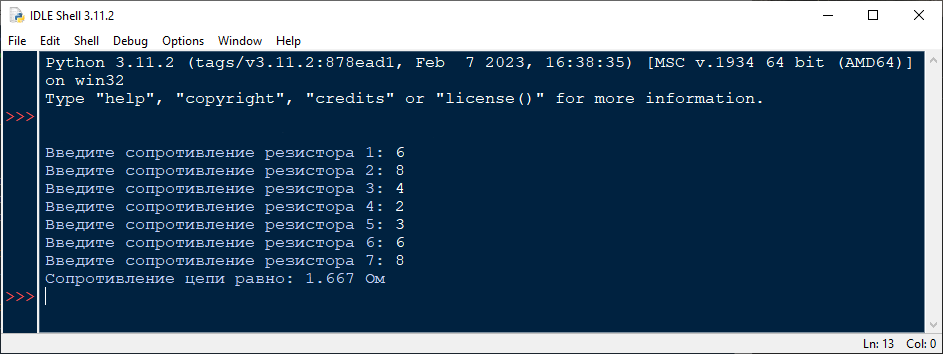 IDLE Shell 3.11.2
File Edit Shell Debug Options Window Help
Python 3.11.2 (tags/v3.11.2:878ead1, Feb  7 2023, 16:38:35) [MSC v.1934 64 bit (AMD64)]
on win32
Type "help", "copyright", "credits" or "license()" for more information.
>>>
Введите сопротивление резистора 1: 6
Введите сопротивление резистора 2: 8
Введите сопротивление резистора 3: 4
Введите сопротивление резистора 4: 2
Введите сопротивление резистора 5: 3
Введите сопротивление резистора 6: 6
Введите сопротивление резистора 7: 8
Сопротивление цепи равно: 1.667 Ом
>>>
Ln: 13 Col: 0